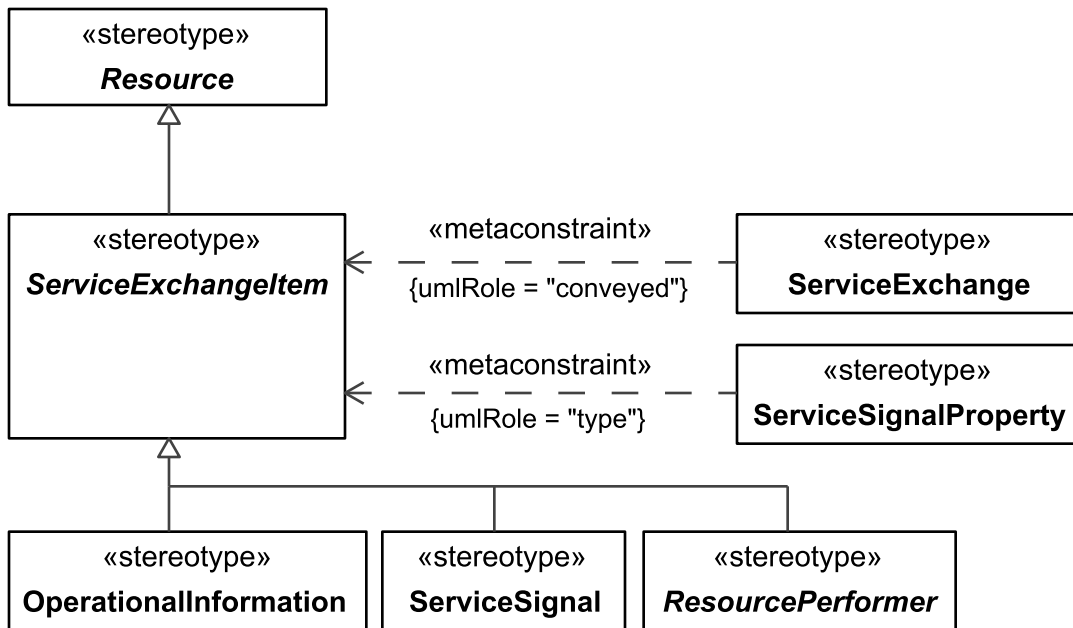 «stereotype»
Resource
«stereotype»
ServiceExchangeItem
«metaconstraint»
{umlRole = "conveyed"}
«stereotype»
ServiceExchange
«metaconstraint»
{umlRole = "type"}
«stereotype»
ServiceSignalProperty
«stereotype»
OperationalInformation
«stereotype»
ServiceSignal
«stereotype»
ResourcePerformer